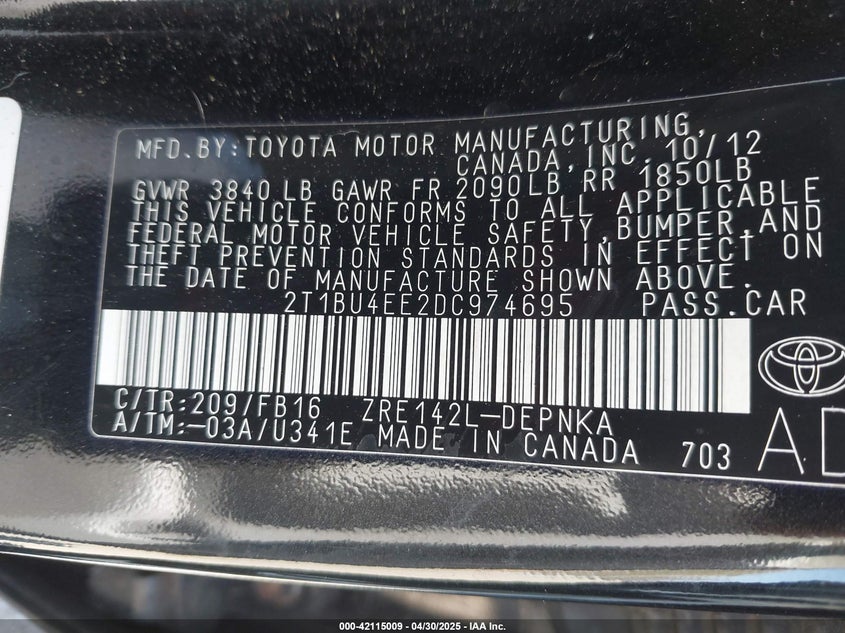 MFD.BY:TOYOTA MOTOR MANUFACTURING,
CANADA,INC. 10/12
GVWR 3840 LB GAWR FR 2090LB RR 1850LB
THIS VEHICLE CONFORMS TO ALL APPLICABLE
FEDERAL MOTOR VEHICLE SAFETY,BUMPER,AND
THEFT PREVENTION STANDARDS IN EFFECT ON
THE DATE OF MANUFACTURE SHOWN ABOVE.
2T1BU4EE2DC974695 PASS.CAR
C/TR:209/FB16 ZRE142L-DEPNKA
A/TM:-03A/U341E MADE IN CANADA 703
AD
000-42115009 - 04/30/2025 - IAA Inc.